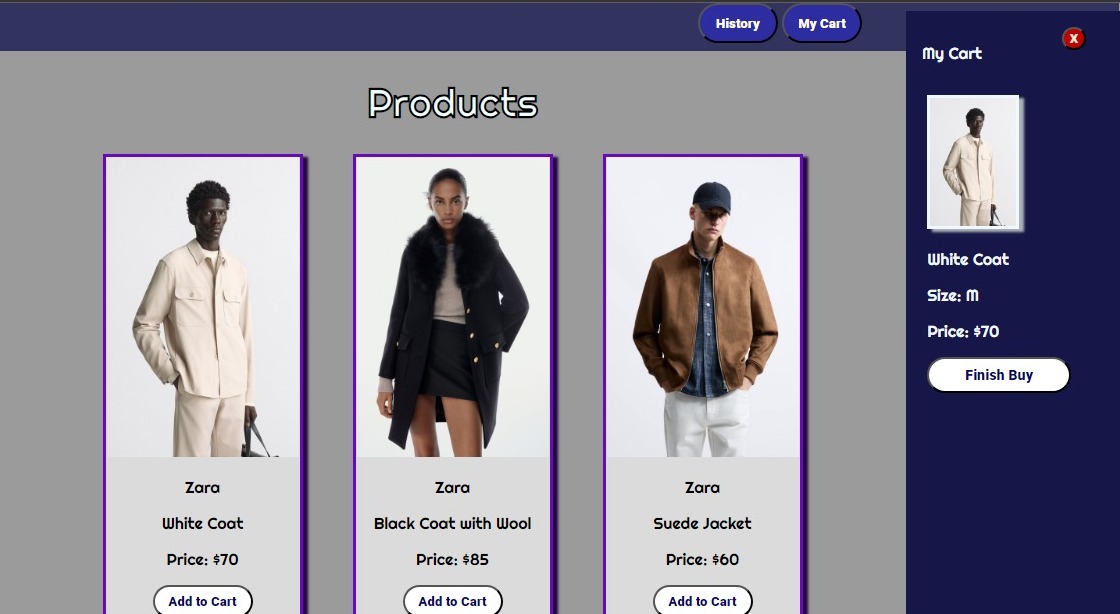 History
My Cart
My Cart
X
Products
White Coat
Size: M
Price: $70
Finish Buy
Zara
White Coat
Price: $70
Add to Cart
Zara
Black Coat with Wool
Price: $85
Add to Cart
Zara
Suede Jacket
Price: $60
Add to Cart